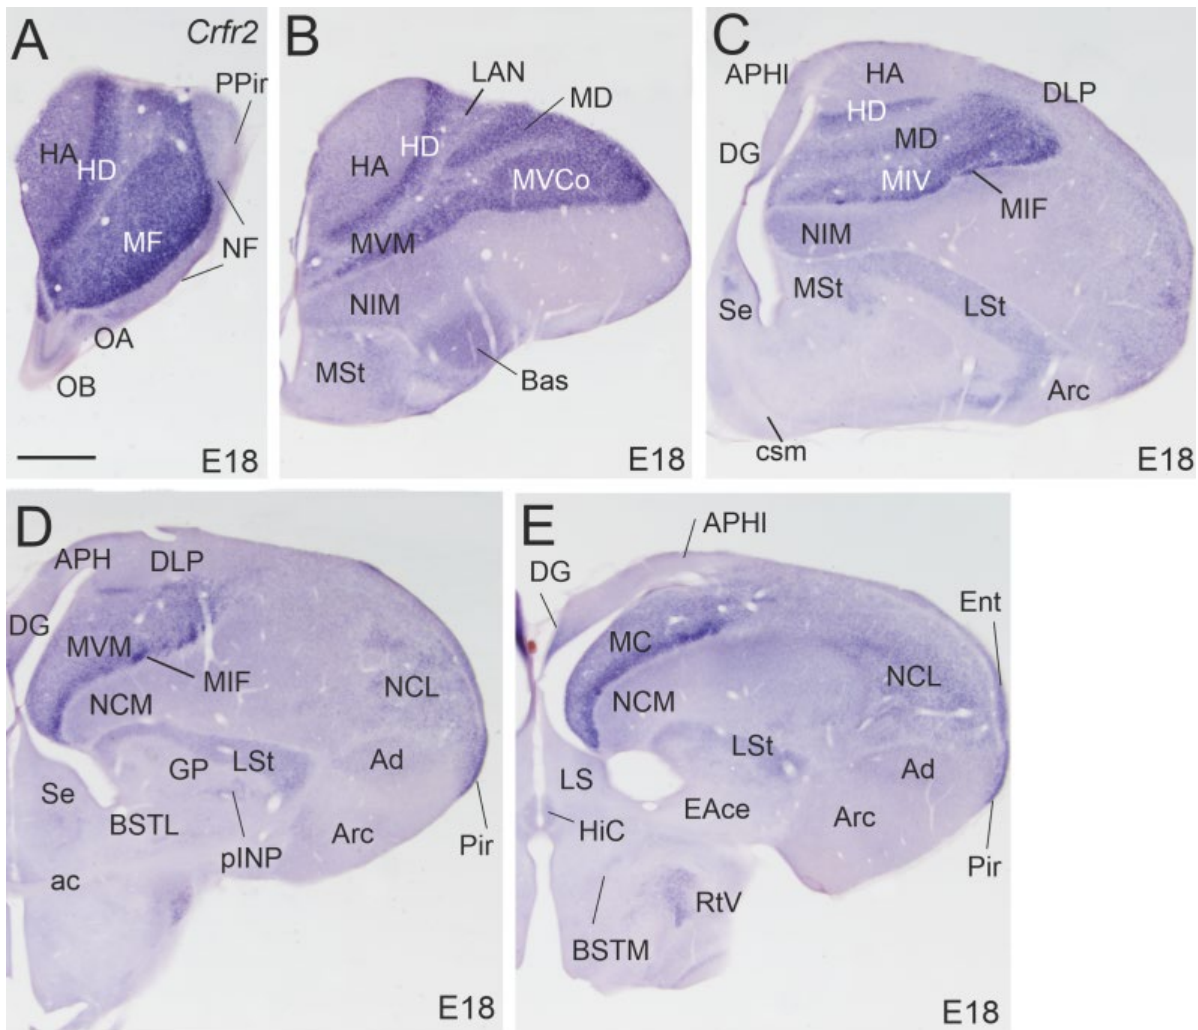 A
Crfr2
PPir
HA
HD
MF
NF
OA
OB
E18
B
LAN
MD
HD
HA
MVCo
MVM
NIM
MSt
Bas
E18
C
APHI
HA
DLP
HD
MD
DG
MIV
MIF
NIM
MSt
LSt
Se
Arc
csm
E18
D
APH
DLP
DG
MVM
MIF
NCL
NCM
GP
LSt
Ad
Se
BSTL
Arc
pINP
Pir
ac
E18
E
APHI
DG
Ent
MC
NCL
NCM
LSt
LS
Ad
EAce
Arc
HiC
Pir
RtV
BSTM
E18